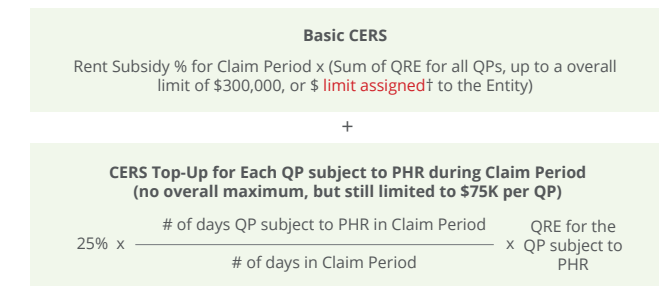 Basic CERS
Rent Subsidy % for Claim Period x (Sum of QRE for all QPs, up to a overall
limit of $300,000, or $ limit assigned† to the Entity)
+
CERS Top-Up for Each QP subject to PHR during Claim Period
(no overall maximum, but still limited to $75K per QP)
25% x
# of days QP subject to PHR in Claim Period
# of days in Claim Period
x
QRE for the
QP subject to
PHR